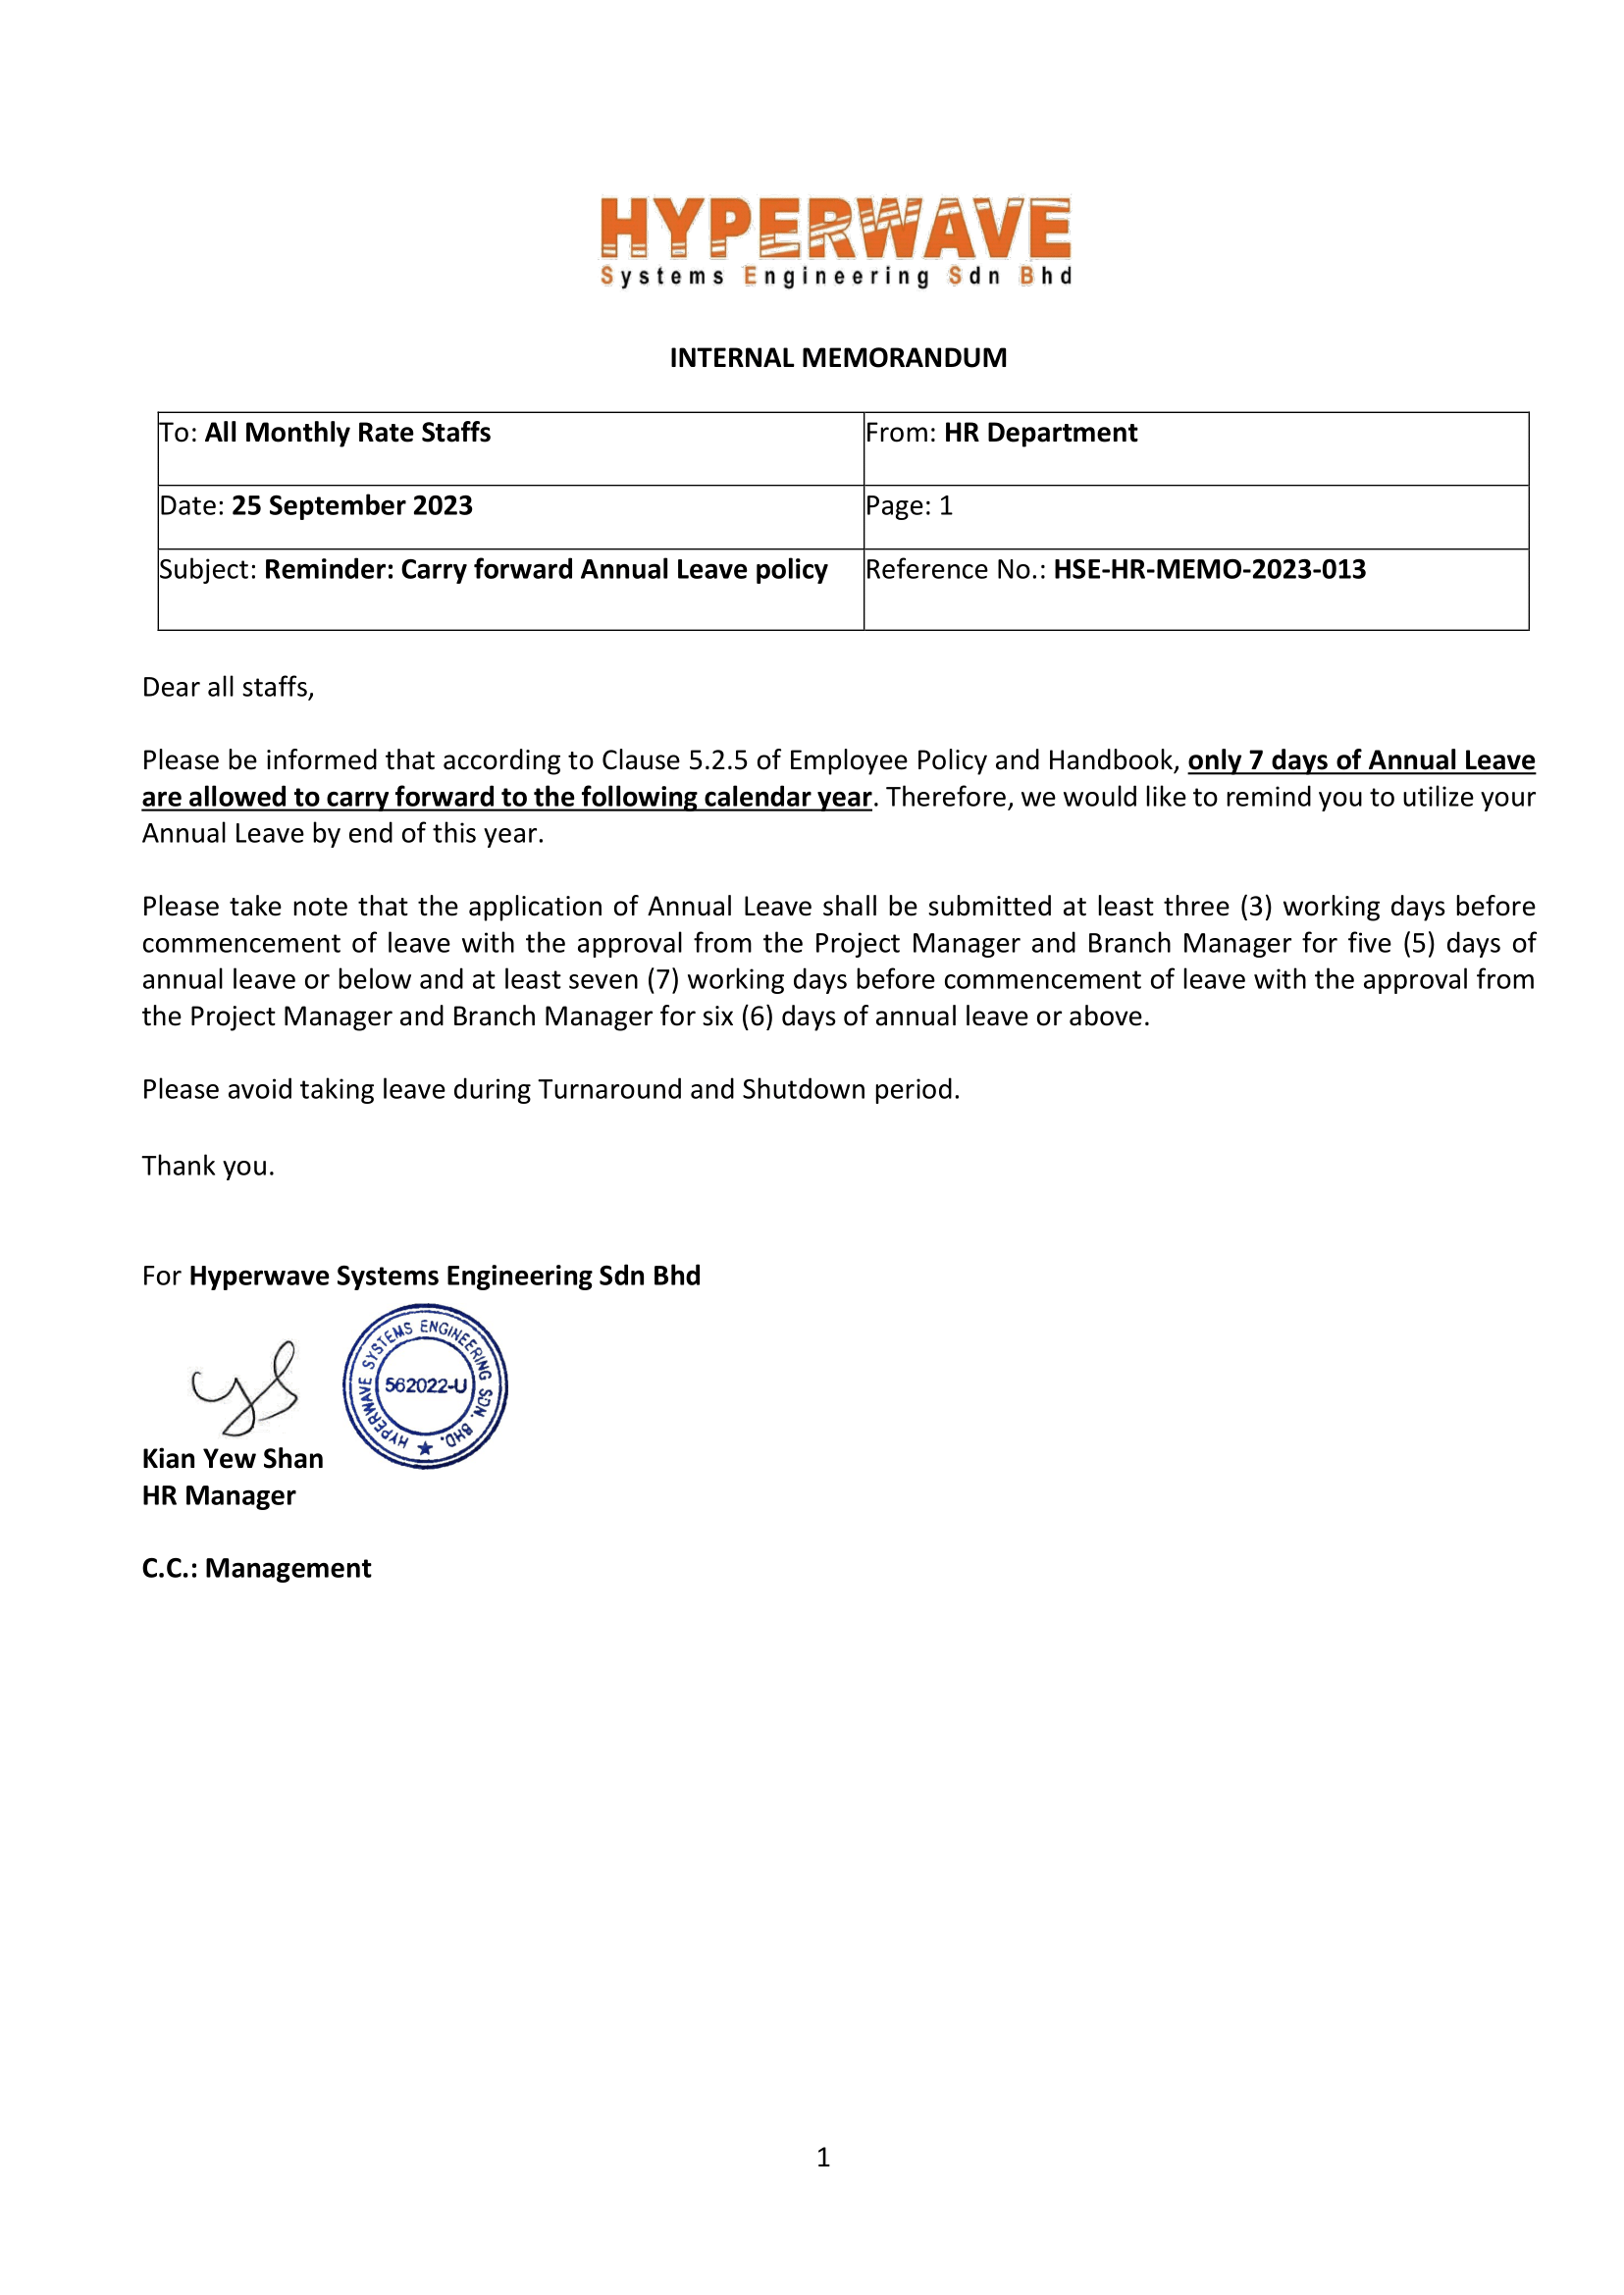 HYPERWAVE
Systems Engineering Sdn Bhd
INTERNAL MEMORANDUM
To: All Monthly Rate Staffs
From: HR Department
Date: 25 September 2023
Page: 1
Subject: Reminder: Carry forward Annual Leave policy
Reference No.: HSE-HR-MEMO-2023-013
Dear all staffs,
Please be informed that according to Clause 5.2.5 of Employee Policy and Handbook, only 7 days of Annual Leave
are allowed to carry forward to the following calendar year. Therefore, we would like to remind you to utilize your
Annual Leave by end of this year.
Please take note that the application of Annual Leave shall be submitted at least three (3) working days before
commencement of leave with the approval from the Project Manager and Branch Manager for five (5) days of
annual leave or below and at least seven (7) working days before commencement of leave with the approval from
the Project Manager and Branch Manager for six (6) days of annual leave or above.
Please avoid taking leave during Turnaround and Shutdown period.
Thank you.
For Hyperwave Systems Engineering Sdn Bhd
ys
HYPERWAVE SYSTEMS ENGINEERING SDN. BHD.
562022-U
Kian Yew Shan
HR Manager
C.C.: Management
1